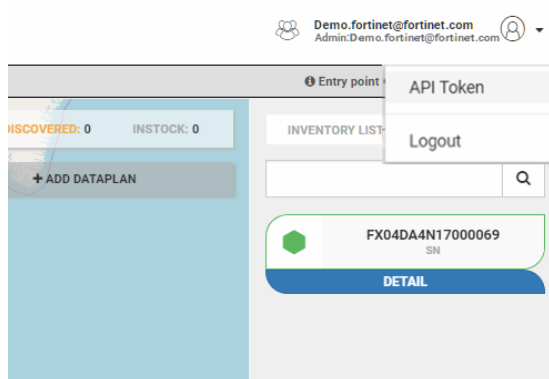 Demo.fortinet@fortinet.com
Admin:Demo.fortinet@fortinet.com
Entry point
API Token
Logout
DISCOVERED: 0 INSTOCK: 0
INVENTORY LIST
+ ADD DATAPLAN
FX04DA4N17000069
SN
DETAIL